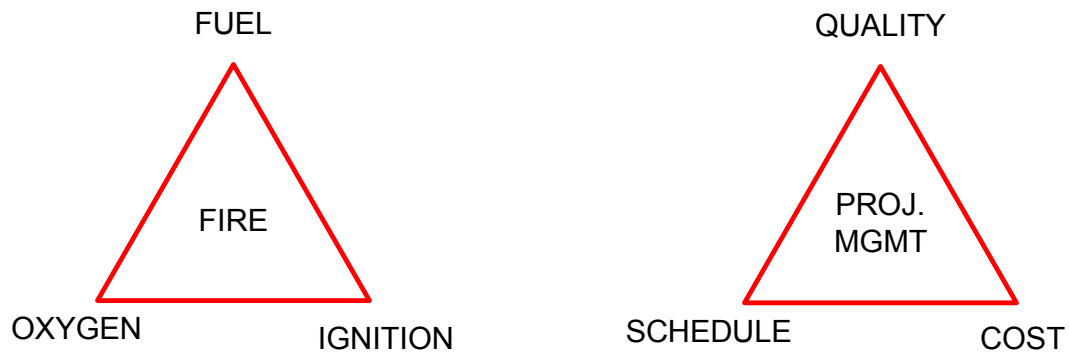 FUEL
FIRE
OXYGEN
IGNITION
QUALITY
PROJ.
MGMT
SCHEDULE
COST